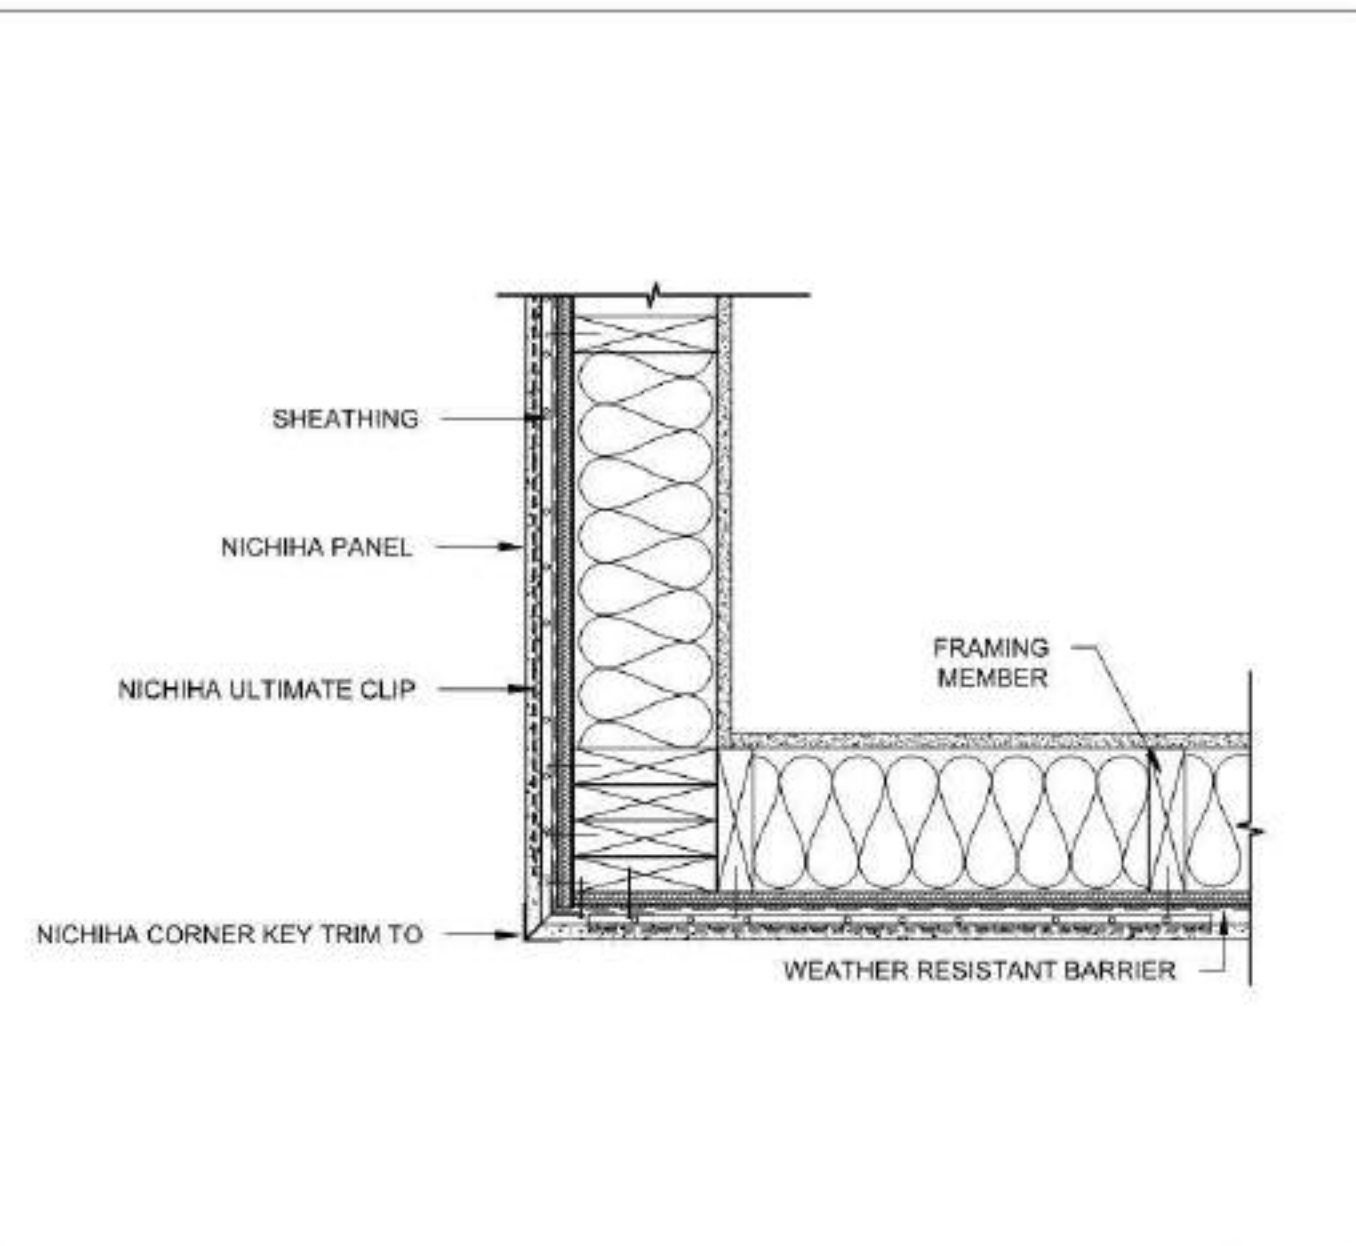 SHEATHING
NICHIHA PANEL
FRAMING
MEMBER
NICHIHA ULTIMATE CLIP
NICHIHA CORNER KEY TRIM TO
WEATHER RESISTANT BARRIER